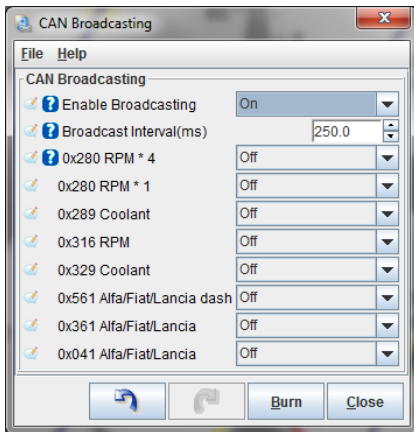 CAN Broadcasting
File Help
CAN Broadcasting
Enable Broadcasting On
Broadcast Interval(ms) 250.0
0x280 RPM * 4 Off
0x280 RPM * 1 Off
0x289 Coolant Off
0x316 RPM Off
0x329 Coolant Off
0x561 Alfa/Fiat/Lancia dash Off
0x361 Alfa/Fiat/Lancia Off
0x041 Alfa/Fiat/Lancia Off
Burn Close